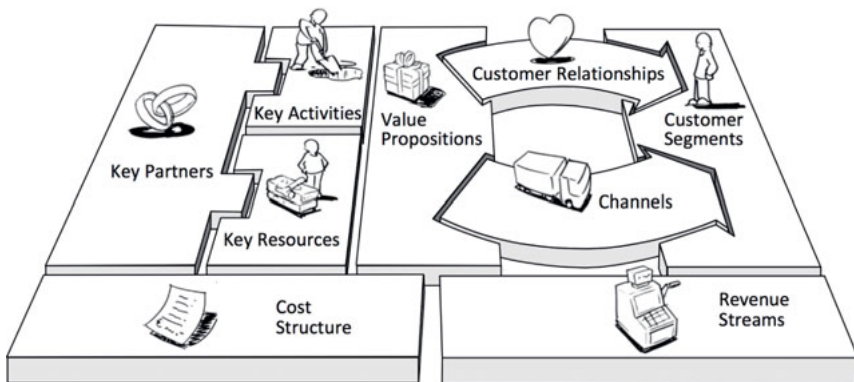 Key Partners
Key Activities
Key Resources
Value
Propositions
Customer Relationships
Channels
Customer
Segments
Cost
Structure
Revenue
Streams